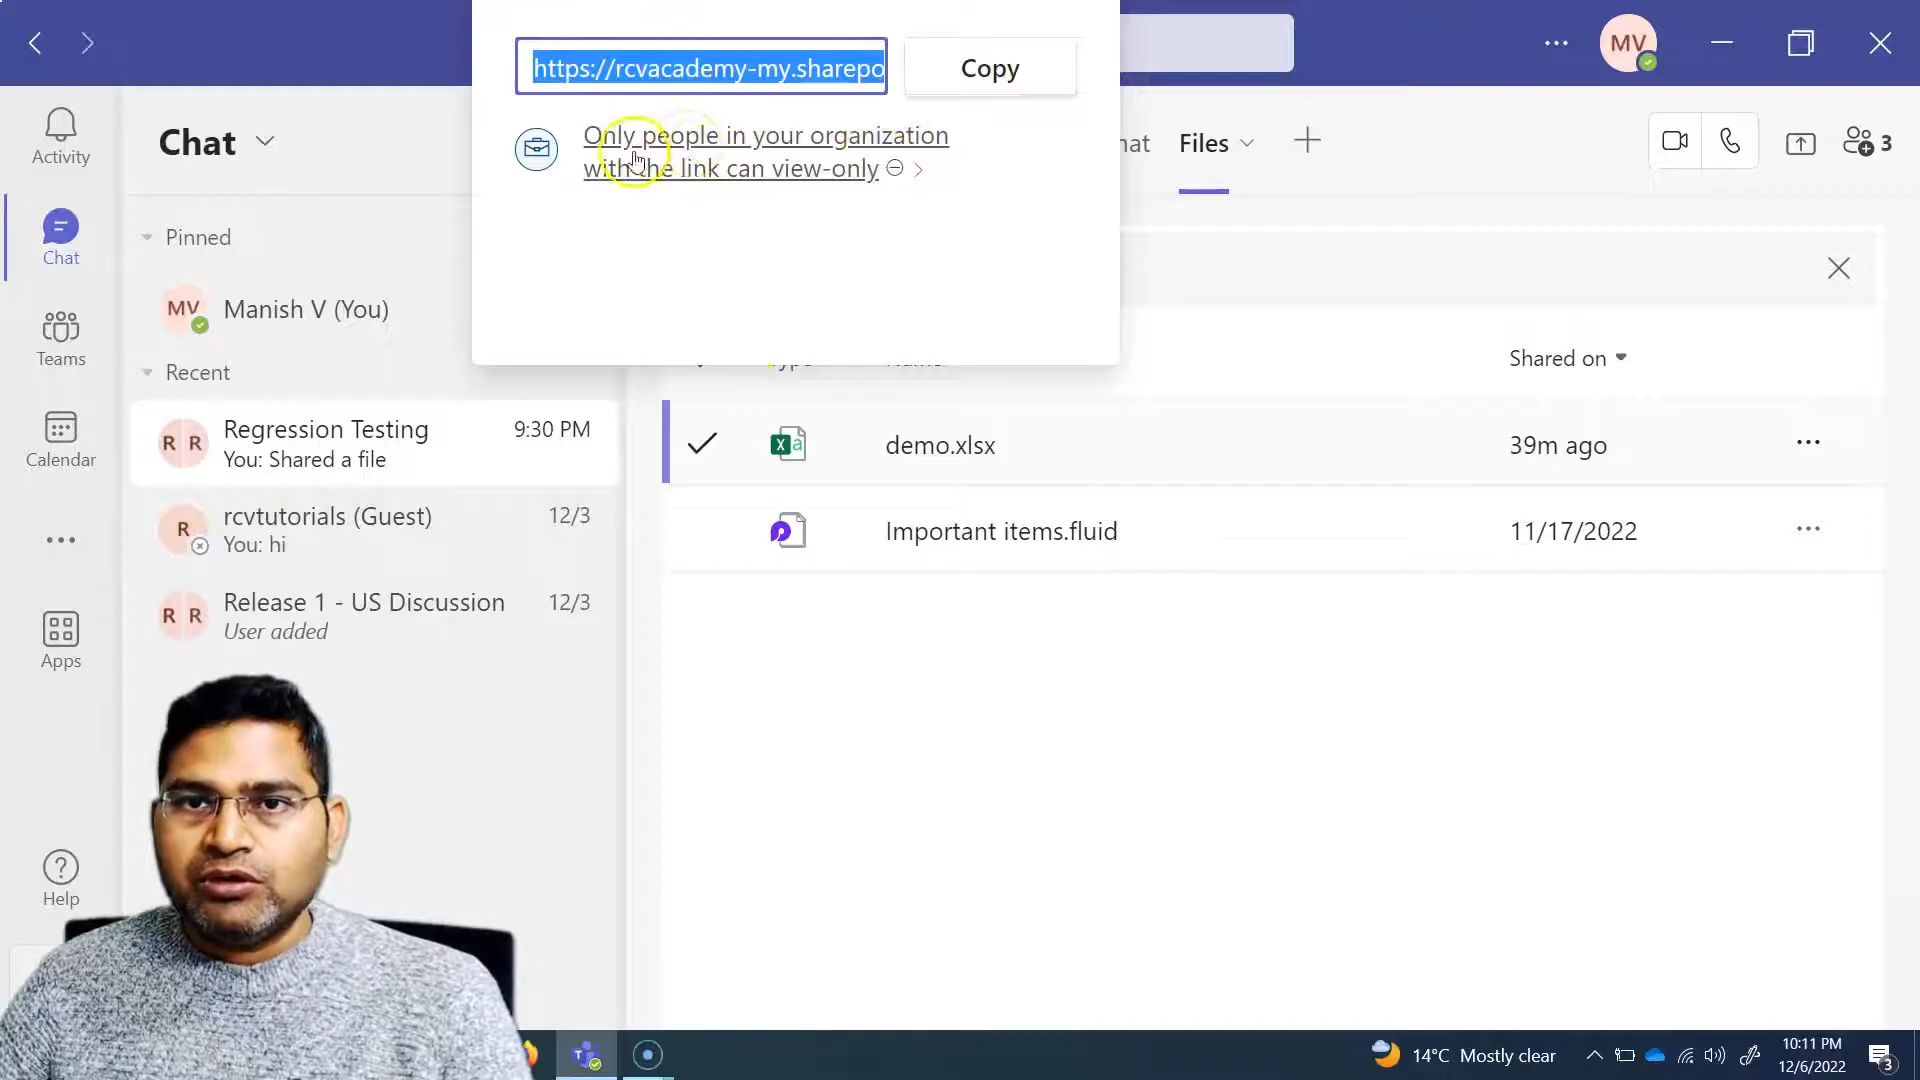 MV
https://rcvacademy-my.sharepo
Copy
Only people in your organization
with the link can view-only
Activity
Chat
Teams
Calendar
Apps
Help
Chat
Files
3
Pinned
MV
Manish V (You)
Recent
R R
Regression Testing
9:30 PM
You: Shared a file
R
rcvtutorials (Guest)
12/3
You: hi
R R
Release 1 - US Discussion
12/3
User added
Shared on
demo.xlsx
39m ago
Important items.fluid
11/17/2022
14°C Mostly clear
10:11 PM
12/6/2022
3